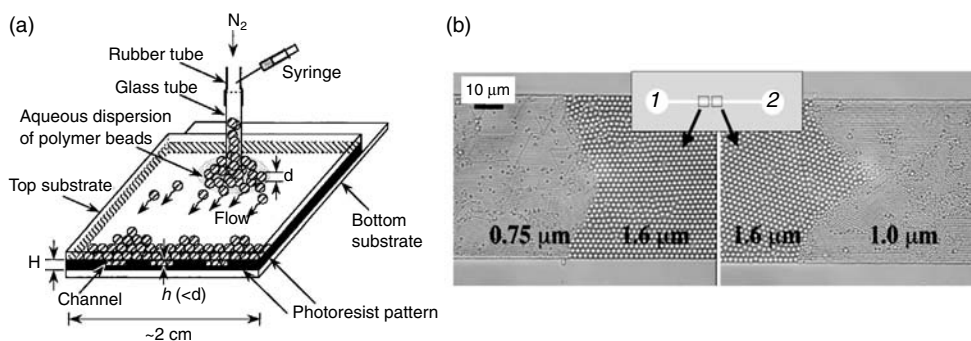 (a)
N2
Rubber tube
Syringe
Glass tube
Aqueous dispersion
of polymer beads
d
Top substrate
Flow
Bottom
substrate
H
Channel
h (<d)
Photoresist pattern
~2 cm
(b)
10 μm
1
2
0.75 μm
1.6 μm
1.6 μm
1.0 μm